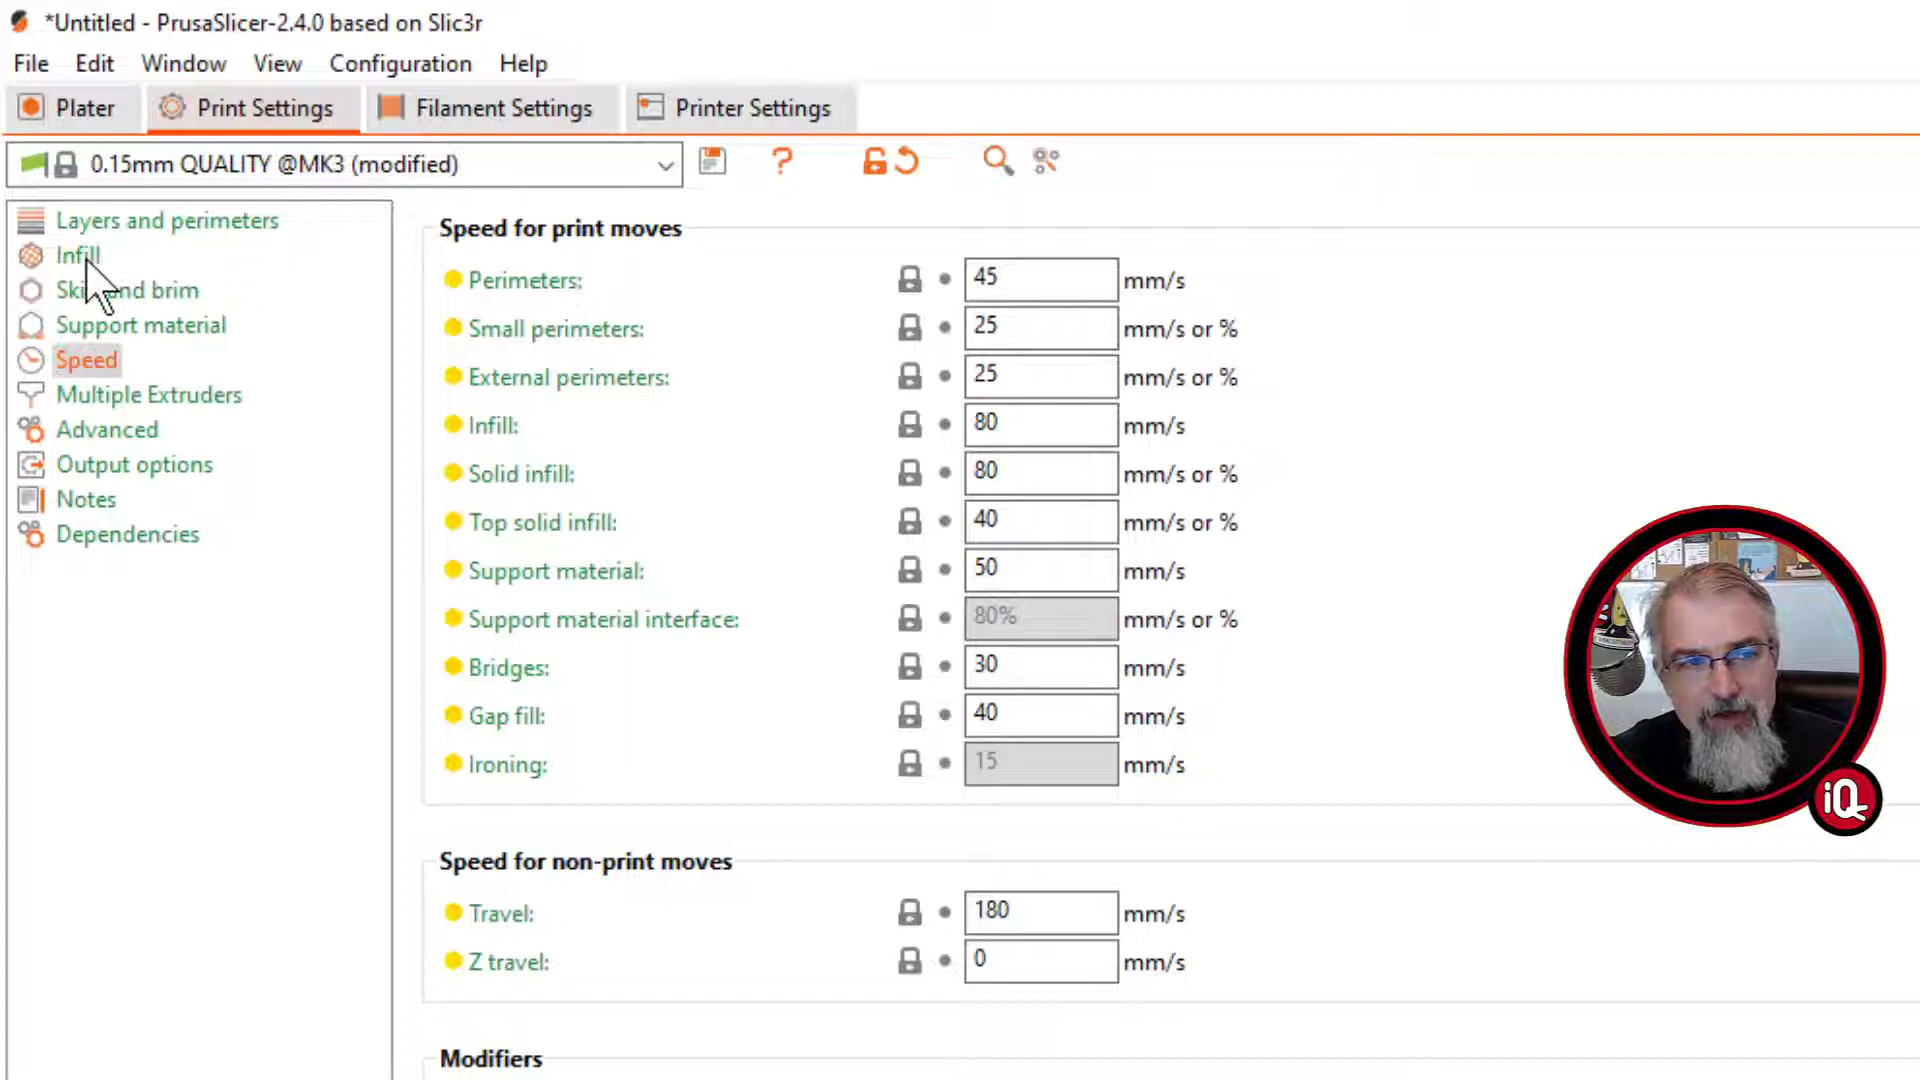 *Untitled - PrusaSlicer-2.4.0 based on Slic3r
File Edit Window View Configuration Help
Plater Print Settings Filament Settings Printer Settings
0.15mm QUALITY @MK3 (modified) ?
Layers and perimeters
Infill
Skirt and brim
Support material
Speed
Multiple Extruders
Advanced
Output options
Notes
Dependencies
Speed for print moves
Perimeters: 45 mm/s
Small perimeters: 25 mm/s or %
External perimeters: 25 mm/s or %
Infill: 80 mm/s
Solid infill: 80 mm/s or %
Top solid infill: 40 mm/s or %
Support material: 50 mm/s
Support material interface: 80% mm/s or %
Bridges: 30 mm/s
Gap fill: 40 mm/s
Ironing: 15 mm/s
Speed for non-print moves
Travel: 180 mm/s
Z travel: 0 mm/s
Modifiers
iQ